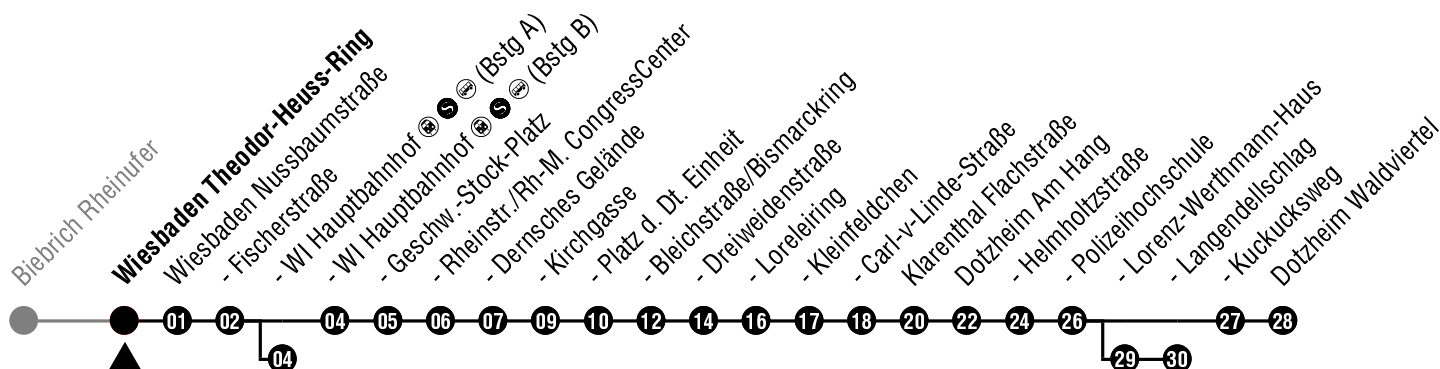 Biebrich Rheinufer
Wiesbaden Theodor-Heuss-Ring
Wiesbaden Nussbaumstraße
- Fischerstraße
- WI Hauptbahnhof S (Bstg A)
- WI Hauptbahnhof S (Bstg B)
- Geschw.-Stock-Platz
- Rheinstr./Rh-M. CongressCenter
- Dernsches Gelände
- Kirchgasse
- Platz d. Dt. Einheit
- Bleichstraße/Bismarckring
- Dreiweidenstraße
- Loreleiring
- Kleinfeldchen
- Carl-v-Linde-Straße
Klarenthal Flachstraße
Dotzheim Am Hang
- Helmholtzstraße
- Polizeihochschule
- Lorenz-Werthmann-Haus
- Langendellschlag
- Kuckucksweg
Dotzheim Waldviertel
01 02 04 05 06 07 09 10 12 14 16 17 18 20 22 24 26 27 28
04 29 30